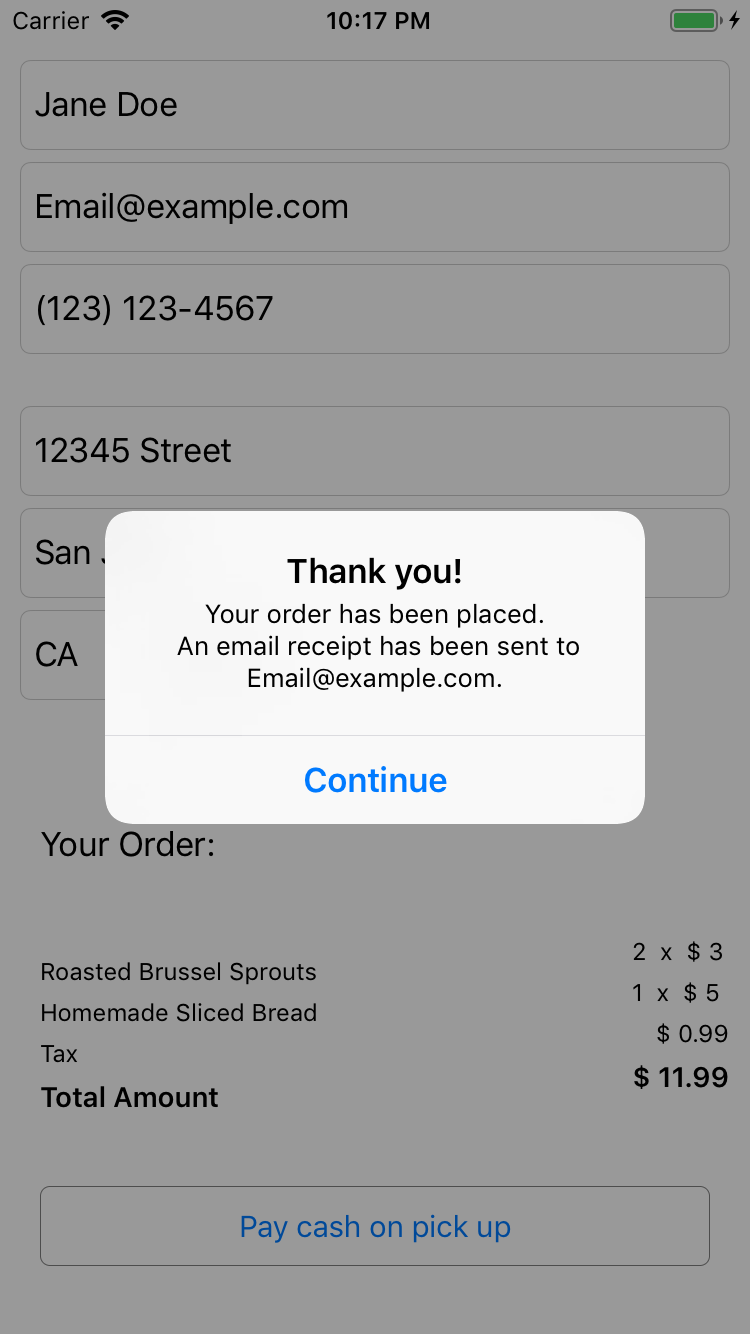 Carrier 10:17 PM
Jane Doe
Email@example.com
(123) 123-4567
12345 Street
San
CA
Thank you!
Your order has been placed.
An email receipt has been sent to
Email@example.com.
Continue
Your Order:
Roasted Brussel Sprouts 2 x $ 3
Homemade Sliced Bread 1 x $ 5
Tax $ 0.99
Total Amount $ 11.99
Pay cash on pick up